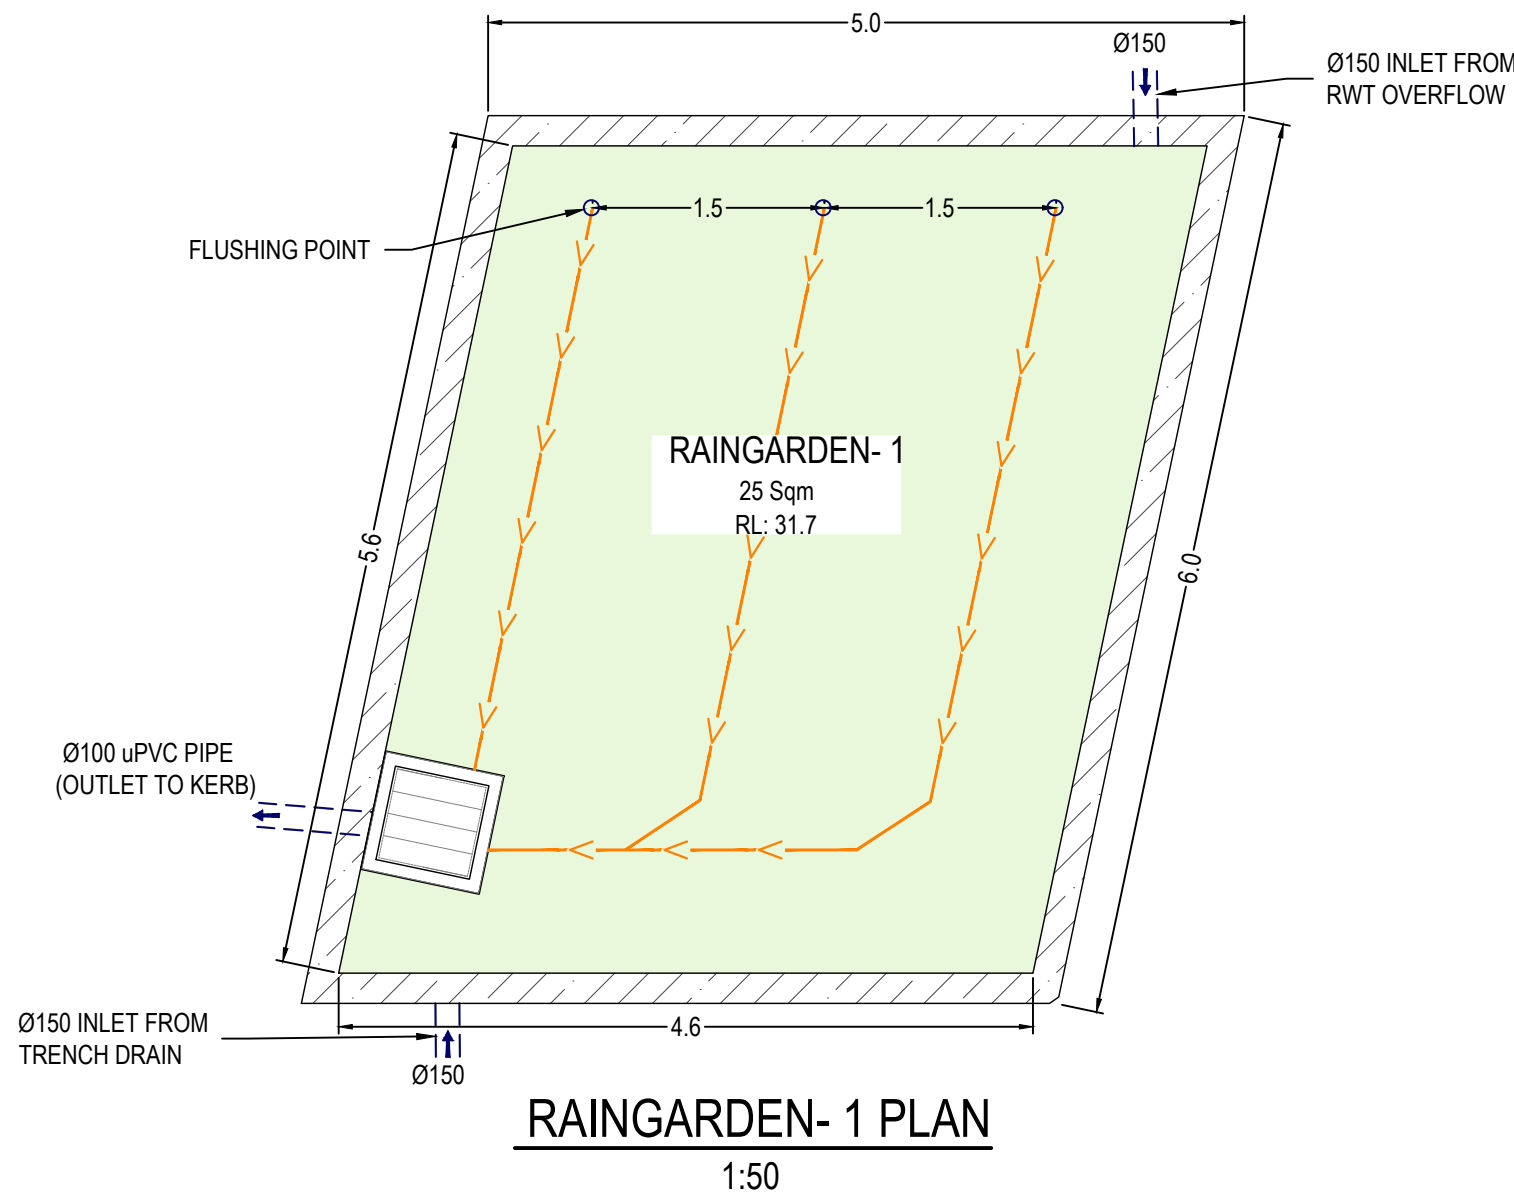 5.0
Ø150
Ø150 INLET FROM
RWT OVERFLOW
1.5
1.5
FLUSHING POINT
RAINGARDEN- 1
25 Sqm
RL: 31.7
5.6
6.0
Ø100 uPVC PIPE
(OUTLET TO KERB)
Ø150 INLET FROM
TRENCH DRAIN
4.6
Ø150
RAINGARDEN- 1 PLAN
1:50